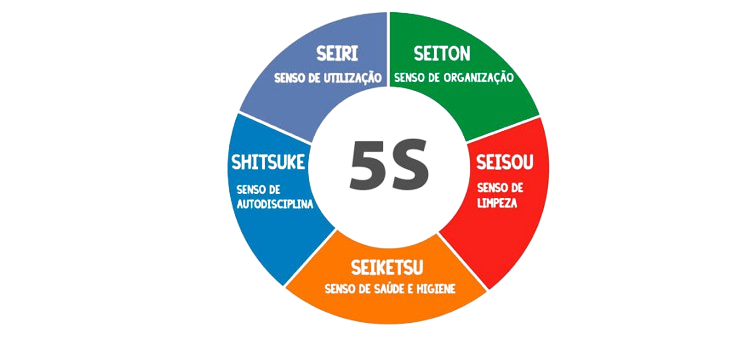 SEIRI
SENSO DE UTILIZAÇÃO
SEITON
SENSO DE ORGANIZAÇÃO
SHITSUKE
SENSO DE
AUTODISCIPLINA
5S
SEISOU
SENSO DE
LIMPEZA
SEIKETSU
SENSO DE SAÚDE E HIGIENE